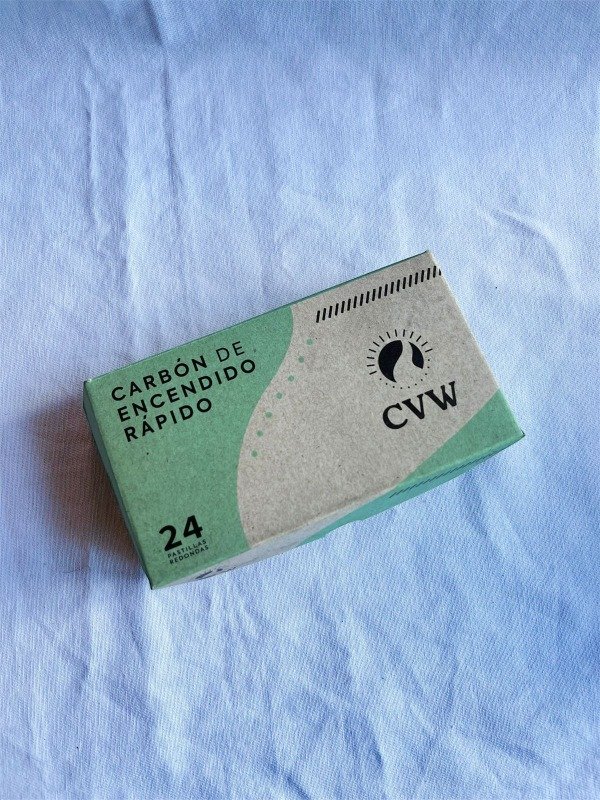 CARBÓN DE
ENCENDIDO
RÁPIDO
CVW
24
PASTILLAS
REDONDAS